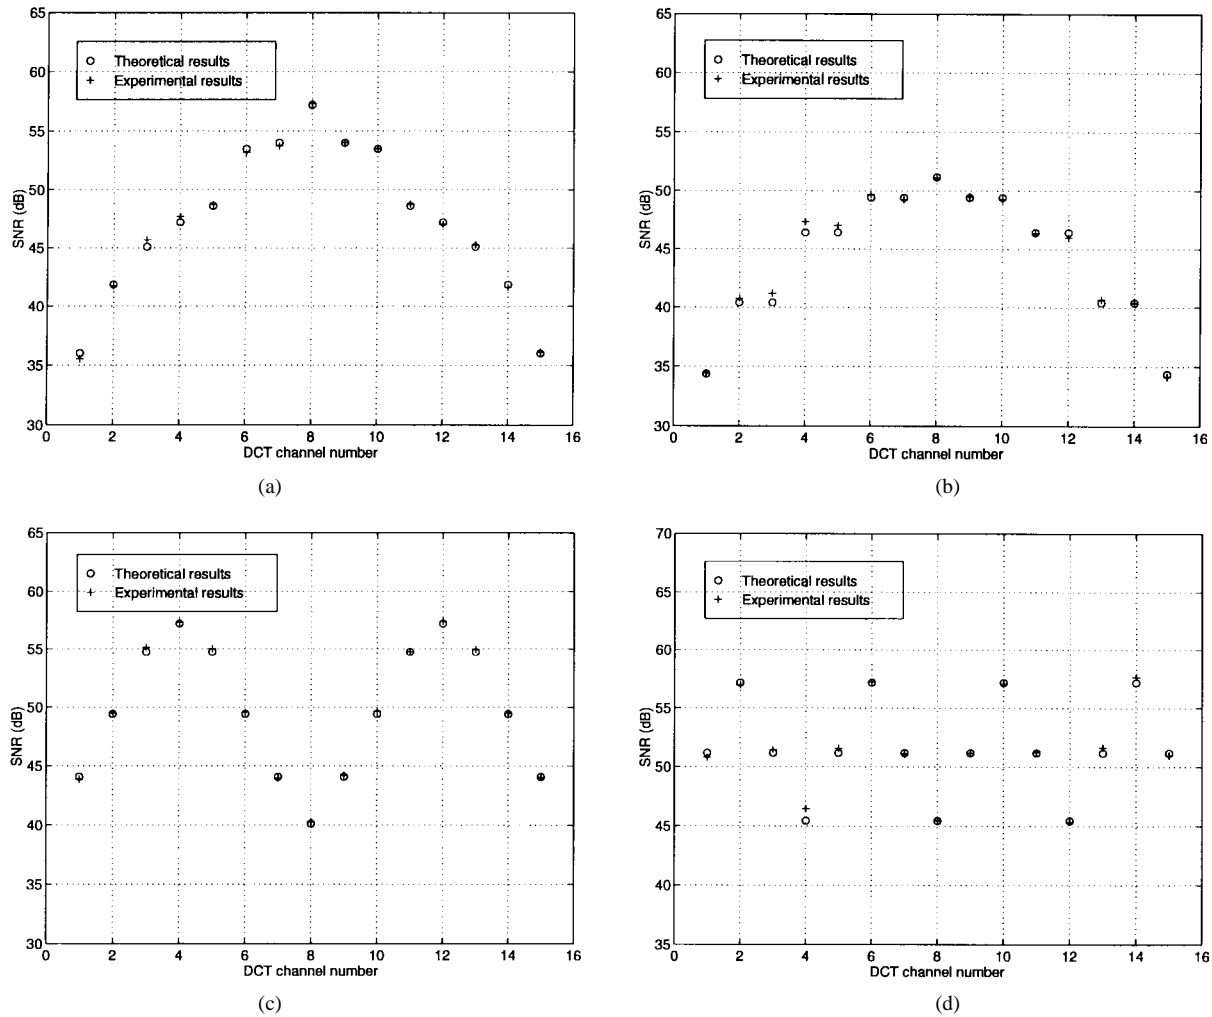 65
60
55
50
45
40
35
30
SNR (dB)
Theoretical results
Experimental results
0 2 4 6 8 10 12 14 16
DCT channel number
(a)
65
60
55
50
45
40
35
30
SNR (dB)
Theoretical results
Experimental results
0 2 4 6 8 10 12 14 16
DCT channel number
(b)
65
60
55
50
45
40
35
30
SNR (dB)
Theoretical results
Experimental results
0 2 4 6 8 10 12 14 16
DCT channel number
(c)
70
65
60
55
50
45
40
35
SNR (dB)
Theoretical results
Experimental results
0 2 4 6 8 10 12 14 16
DCT channel number
(d)